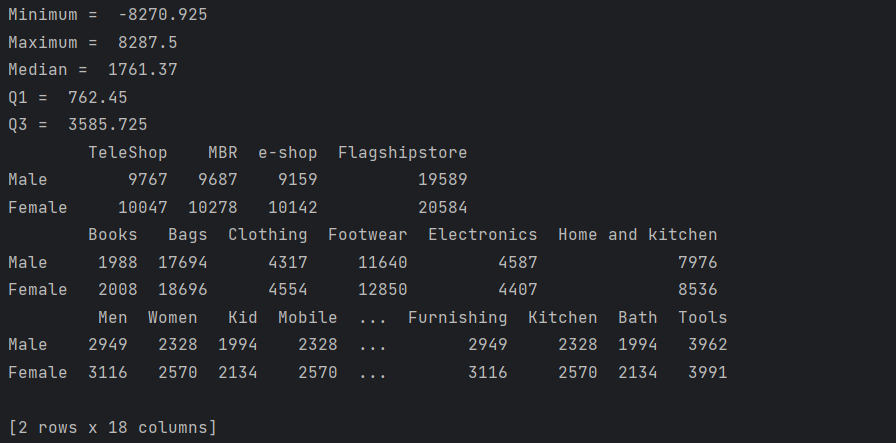 Minimum =  -8270.925
Maximum =  8287.5
Median =  1761.37
Q1 =  762.45
Q3 =  3585.725
        TeleShop    MBR  e-shop  Flagshipstore
Male        9767   9687    9159          19589
Female     10047  10278   10142          20584
        Books   Bags  Clothing  Footwear  Electronics  Home and kitchen
Male     1988  17694      4317     11640         4587              7976
Female   2008  18696      4554     12850         4407              8536
         Men  Women   Kid  Mobile  ...  Furnishing  Kitchen  Bath  Tools
Male    2949   2328  1994    2328  ...        2949     2328  1994   3962
Female  3116   2570  2134    2570  ...        3116     2570  2134   3991
[2 rows x 18 columns]